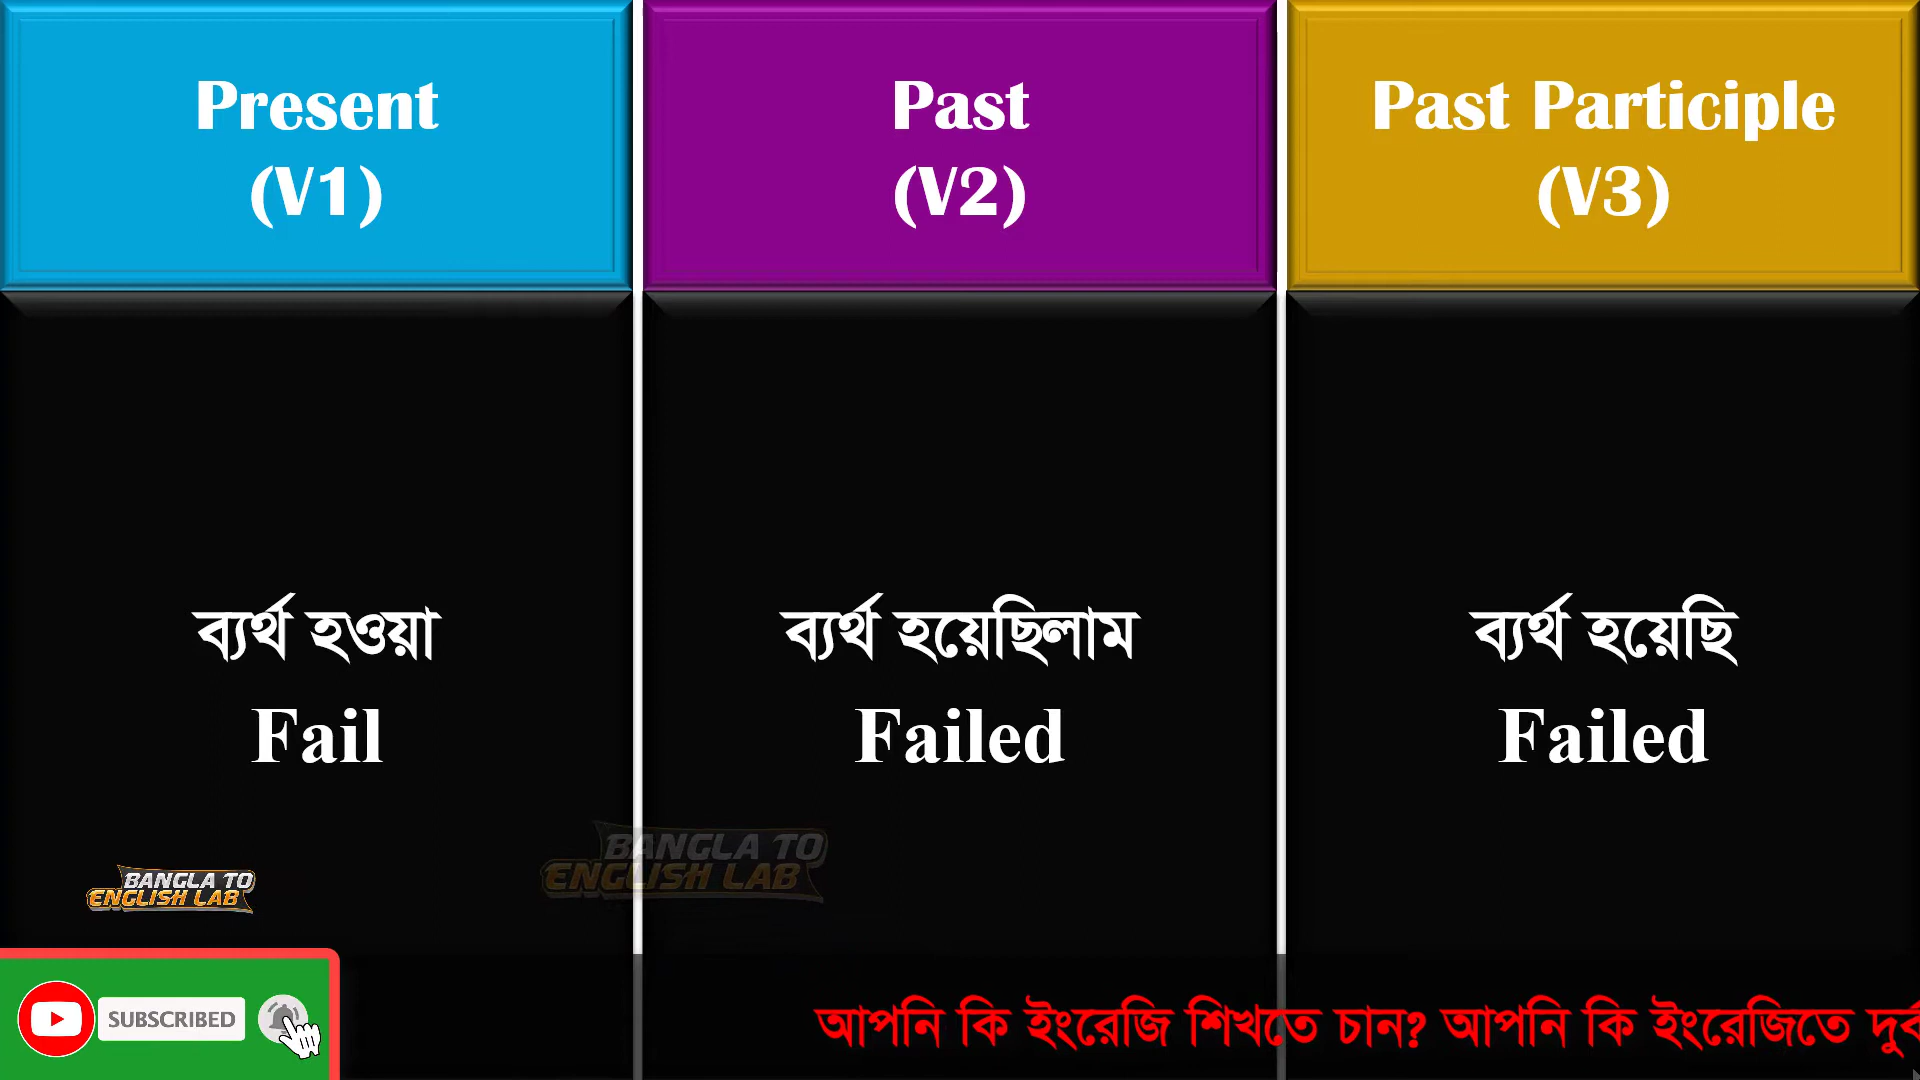 Present
(V1)
Past
(V2)
Past Participle
(V3)
ব্যর্থ হওয়া
Fail
ব্যর্থ হয়েছিলাম
Failed
ব্যর্থ হয়েছি
Failed
BANGLA TO
ENGLISH LAB
BANGLA TO
ENGLISH LAB
SUBSCRIBED
আপনি কি ইংরেজি শিখতে চান? আপনি কি ইংরেজিতে